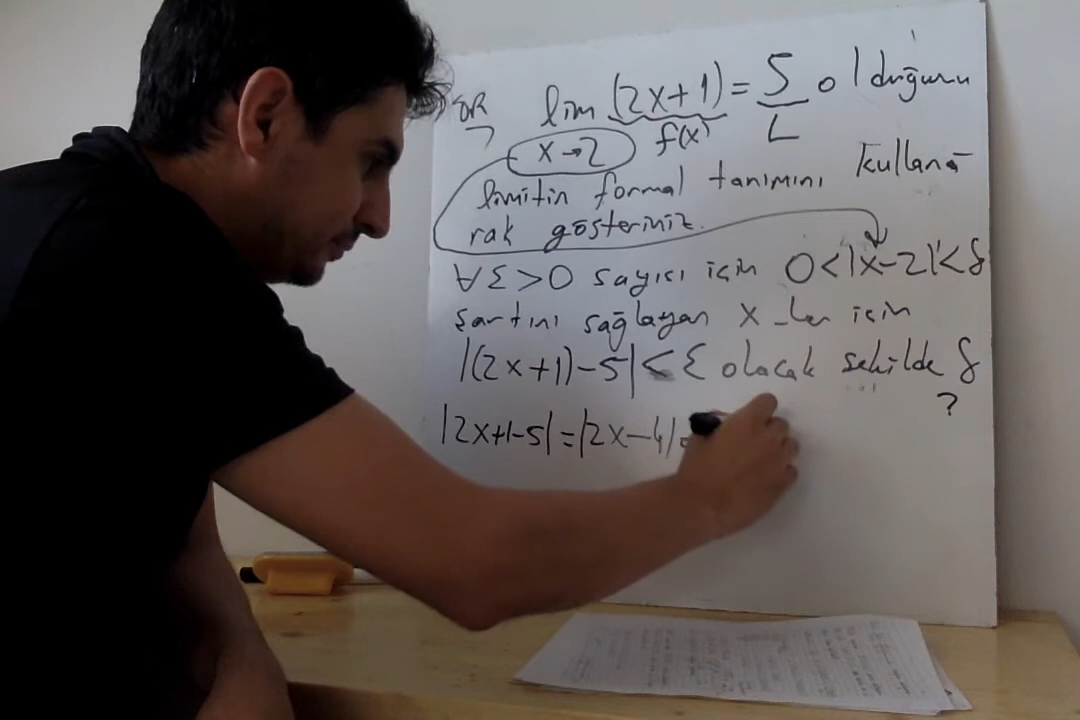 ÖR lim (2x+1) = 5 olduğunu
x→2 f(x) L
limitin formal tanımını kullana
rak gösteriniz.
∀ε>0 sayısı için 0<|x-2|<δ
şartını sağlayan x_ler için
|(2x+1)-5|<ε olacak şekilde δ
?
|2x+1-5|=|2x-4|